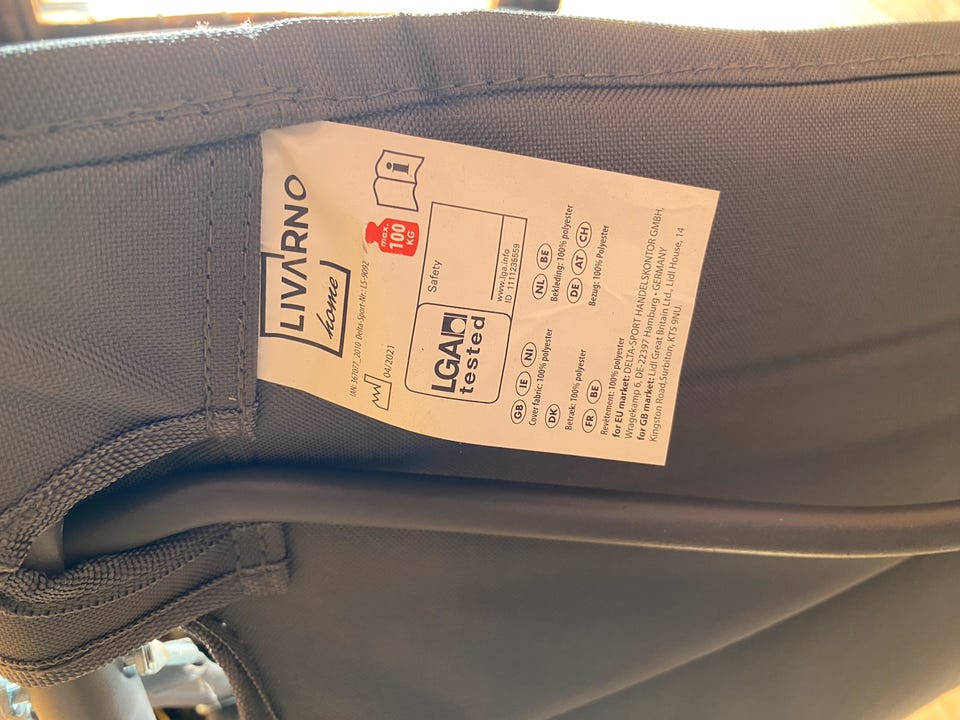 LIVARNO
home
IAN: 367077_2010 Delta-Sport-Nr.: LS-9092
04/2021
max.
100
KG
i
LGA
tested
Safety
www.lga.info
ID 1111235559
GB IE NI
Cover fabric: 100% polyester
DK
Betræk: 100% polyester
FR BE
Revêtement: 100% polyester
NL BE
Bekleding: 100% polyester
DE AT CH
Bezug: 100% Polyester
for EU market: DELTA-SPORT HANDELSKONTOR GMBH,
Wragekamp 6, DE-22397 Hamburg • GERMANY
for GB market: Lidl Great Britain Ltd., Lidl House, 14
Kingston Road,Surbiton, KT5 9NU.